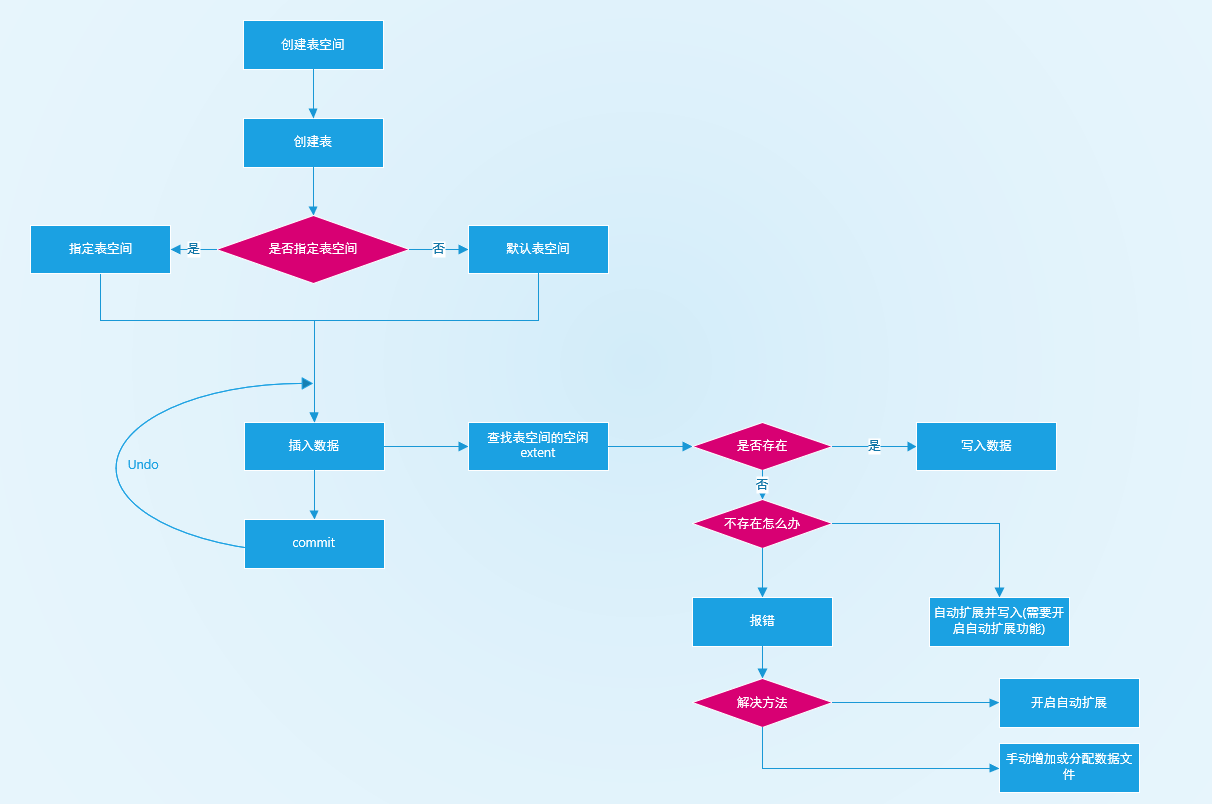 创建表空间
创建表
指定表空间
是
是否指定表空间
否
默认表空间
插入数据
查找表空间的空闲
extent
是否存在
是
写入数据
Undo
否
commit
不存在怎么办
报错
自动扩展并写入(需要开
启自动扩展功能)
解决方法
开启自动扩展
手动增加或分配数据文
件